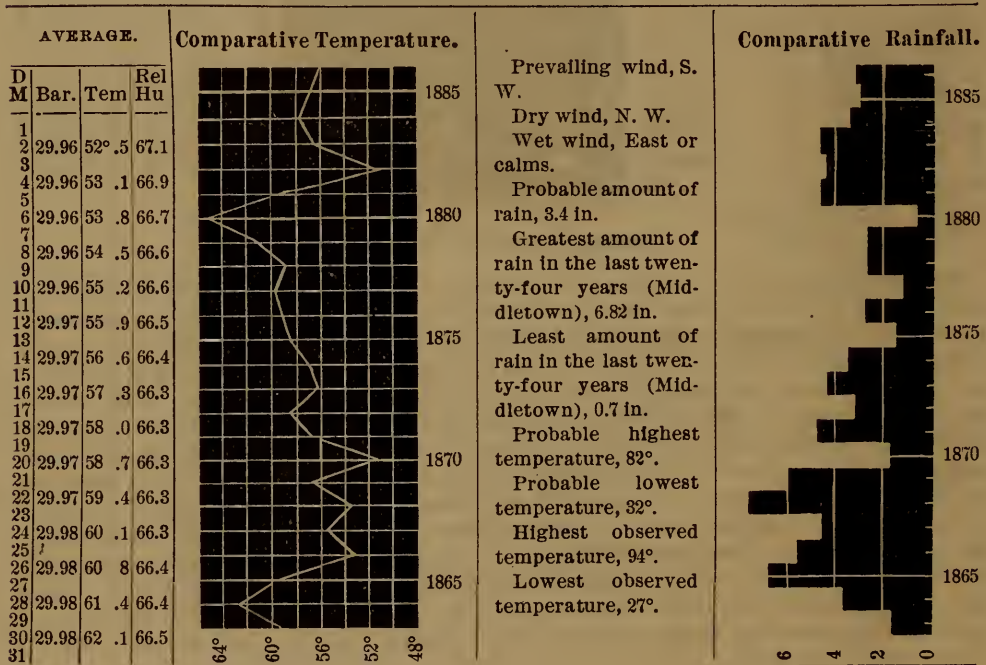 AVERAGE.
D M Bar. Tem Rel Hu
1
2 29.96 52° .5 67.1
3
4 29.96 53 .1 66.9
5
6 29.96 53 .8 66.7
7
8 29.96 54 .5 66.6
9
10 29.96 55 .2 66.6
11
12 29.97 55 .9 66.5
13
14 29.97 56 .6 66.4
15
16 29.97 57 .3 66.3
17
18 29.97 58 .0 66.3
19
20 29.97 58 .7 66.3
21
22 29.97 59 .4 66.3
23
24 29.98 60 .1 66.3
25
26 29.98 60 8 66.4
27
28 29.98 61 .4 66.4
29
30 29.98 62 .1 66.5
31
Comparative Temperature.
1885
1880
1875
1870
1865
64° 60° 56° 52° 48°
Prevailing wind, S.
W.
Dry wind, N. W.
Wet wind, East or
calms.
Probable amount of
rain, 3.4 in.
Greatest amount of
rain in the last twen-
ty-four years (Mid-
dletown), 6.82 in.
Least amount of
rain in the last twen-
ty-four years (Mid-
dletown), 0.7 in.
Probable highest
temperature, 82°.
Probable lowest
temperature, 32°.
Highest observed
temperature, 94°.
Lowest observed
temperature, 27°.
Comparative Rainfall.
1885
1880
1875
1870
1865
6 4 2 0